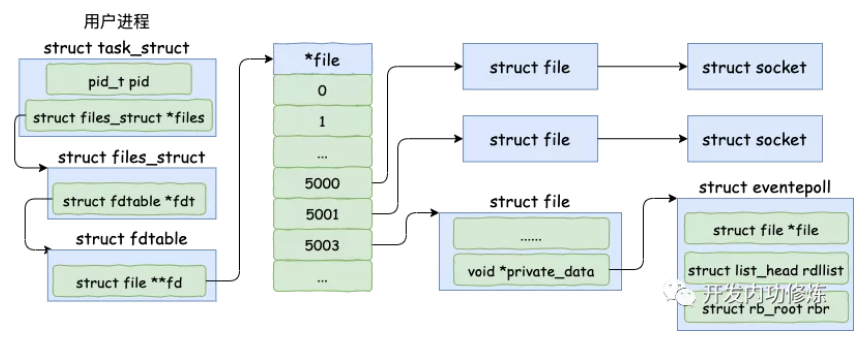 用户进程
struct task_struct
pid_t pid
struct files_struct *files
struct files_struct
struct fdtable *fdt
struct fdtable
struct file **fd
*file
0
1
...
5000
5001
5003
...
struct file
struct socket
struct file
struct socket
struct file
......
void *private_data
struct eventepoll
struct file *file
struct list_head rdllist
struct rb_root rbr
开发内功修炼